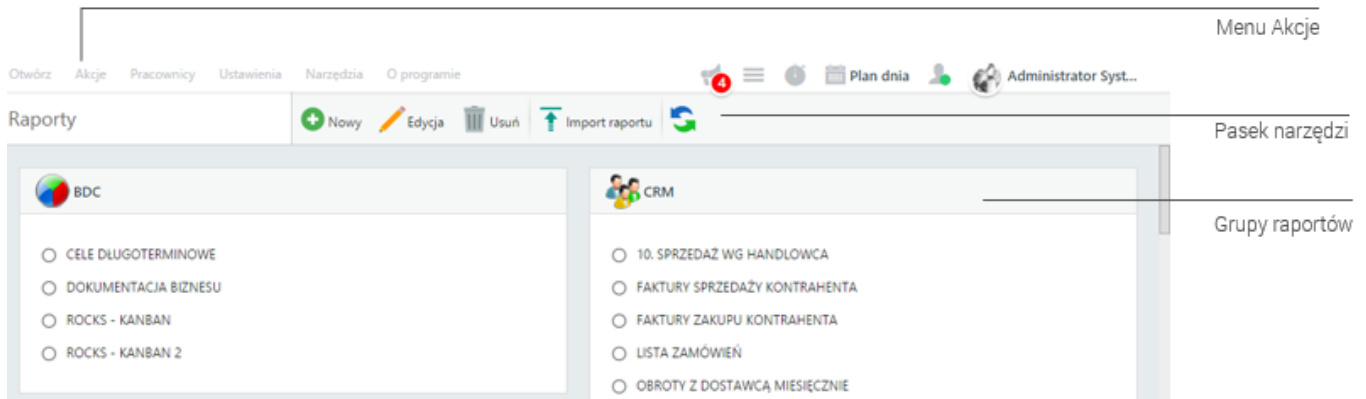 Menu Akcje
Otwórz Akcje Pracownicy Ustawienia Narzędzia O programie 4 Plan dnia Administrator Syst...
Raporty Nowy Edycja Usuń Import raportu
Pasek narzędzi
BDC CRM
Grupy raportów
CELE DŁUGOTERMINOWE 10. SPRZEDAŻ WG HANDLOWCA
DOKUMENTACJA BIZNESU FAKTURY SPRZEDAŻY KONTRAHENTA
ROCKS - KANBAN FAKTURY ZAKUPU KONTRAHENTA
ROCKS - KANBAN 2 LISTA ZAMÓWIEŃ
OBROTY Z DOSTAWCĄ MIESIĘCZNIE